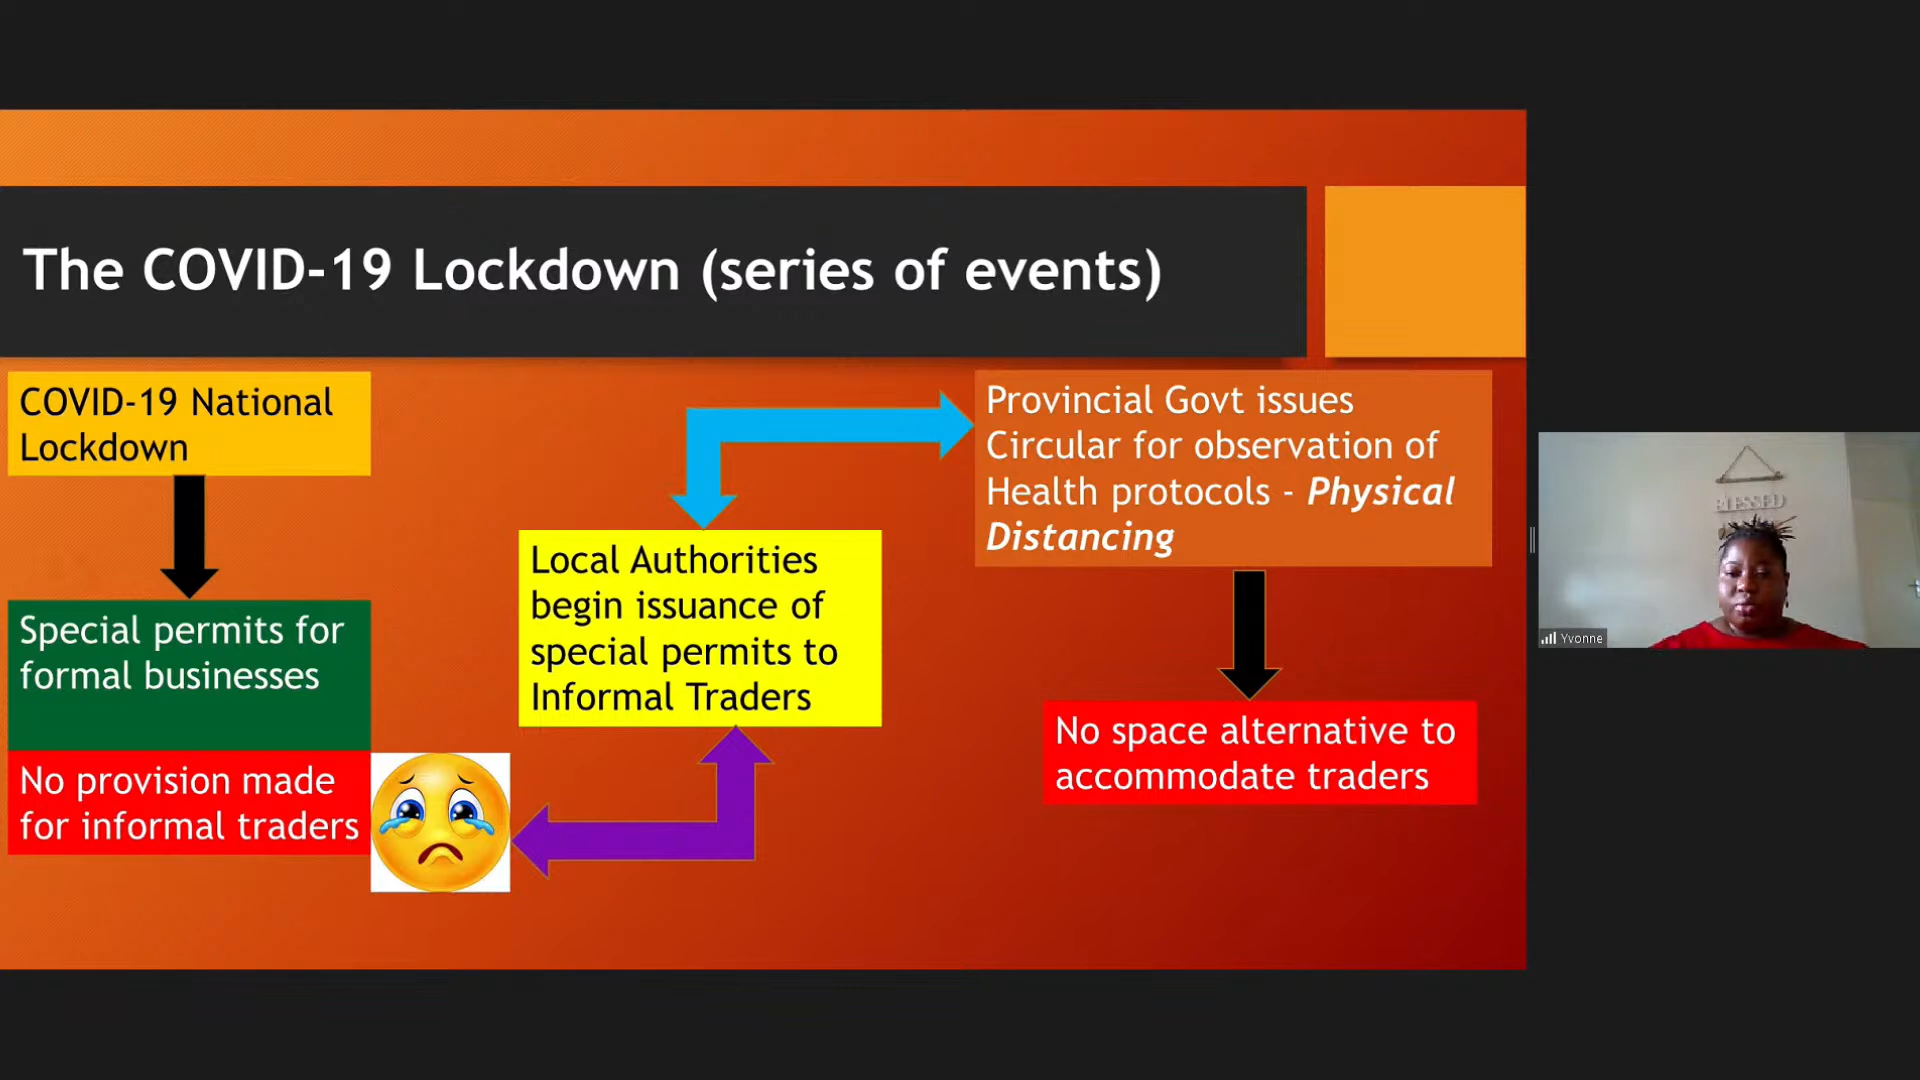 The COVID-19 Lockdown (series of events)
COVID-19 National
Lockdown
Special permits for
formal businesses
No provision made
for informal traders
Local Authorities
begin issuance of
special permits to
Informal Traders
Provincial Govt issues
Circular for observation of
Health protocols - Physical
Distancing
No space alternative to
accommodate traders
BLESSED
Yvonne